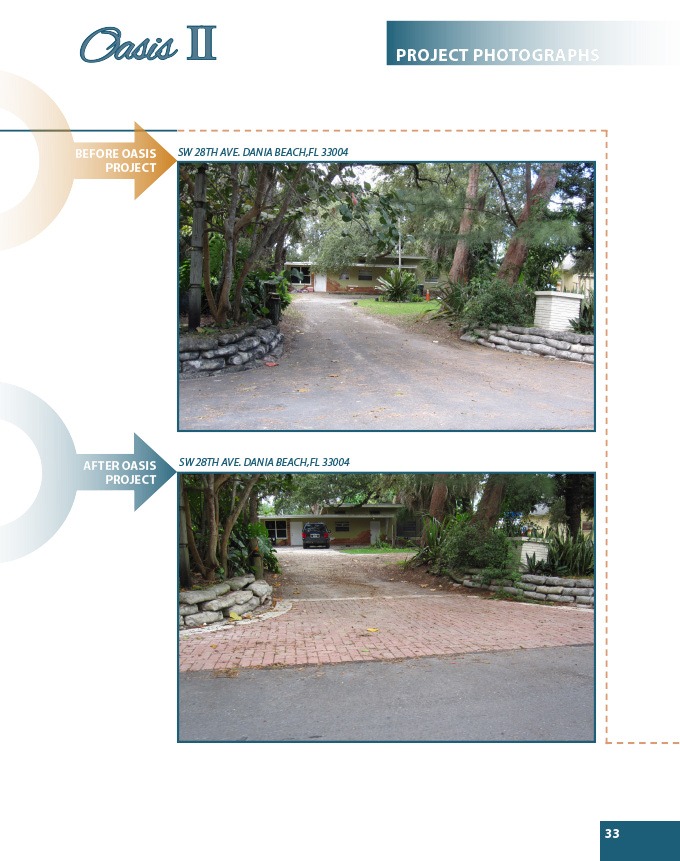 Oasis II
PROJECT PHOTOGRAPHS
BEFORE OASIS
PROJECT
SW 28TH AVE. DANIA BEACH,FL 33004
AFTER OASIS
PROJECT
SW 28TH AVE. DANIA BEACH,FL 33004
33